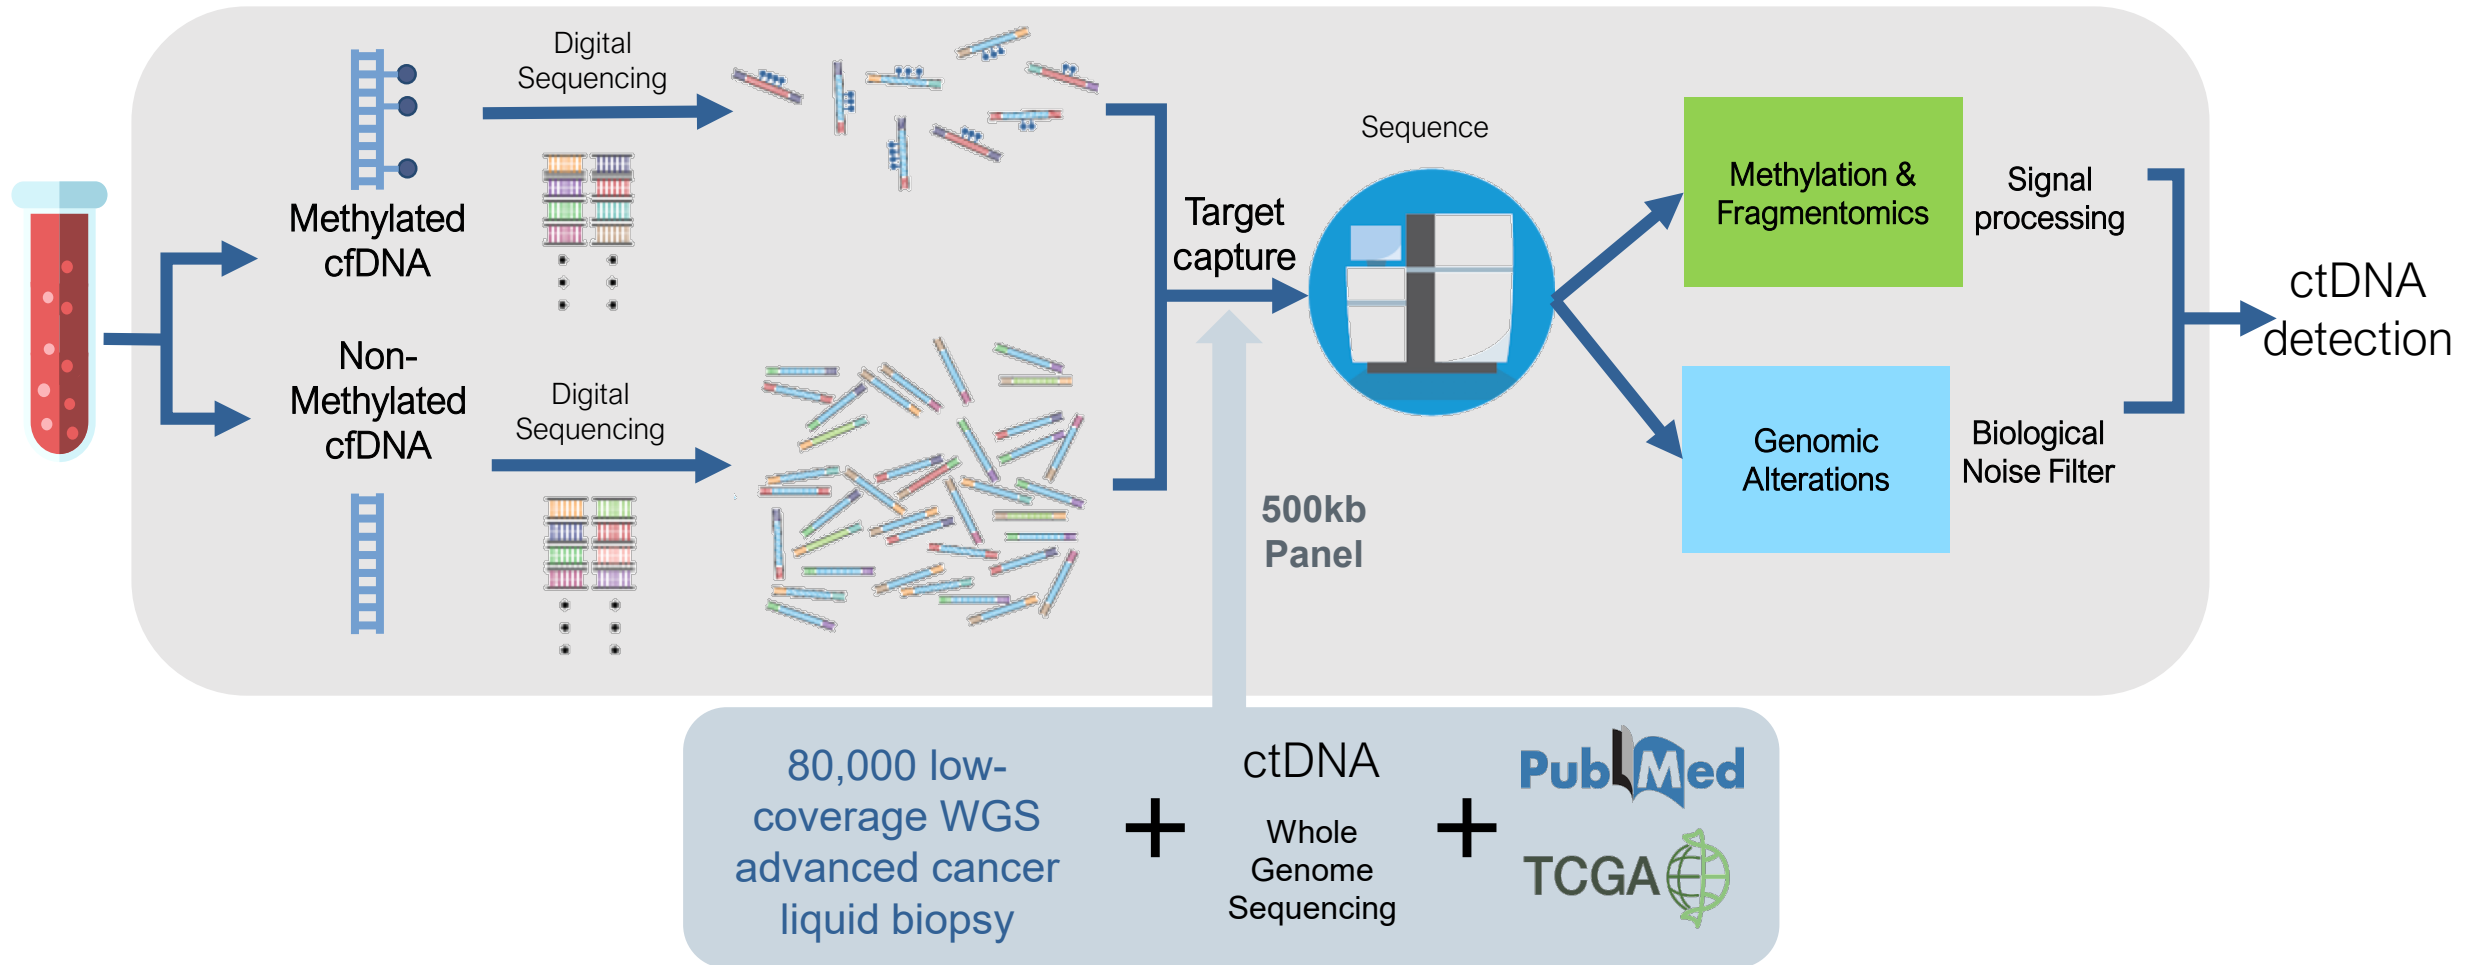 Digital
Sequencing
Methylated
cfDNA
Non-
Methylated
cfDNA
Digital
Sequencing
Target
capture
Sequence
500kb
Panel
Methylation &
Fragmentomics
Signal
processing
Genomic
Alterations
Biological
Noise Filter
ctDNA
detection
80,000 low-
coverage WGS
advanced cancer
liquid biopsy
+
ctDNA
Whole
Genome
Sequencing
+
PubMed
TCGA